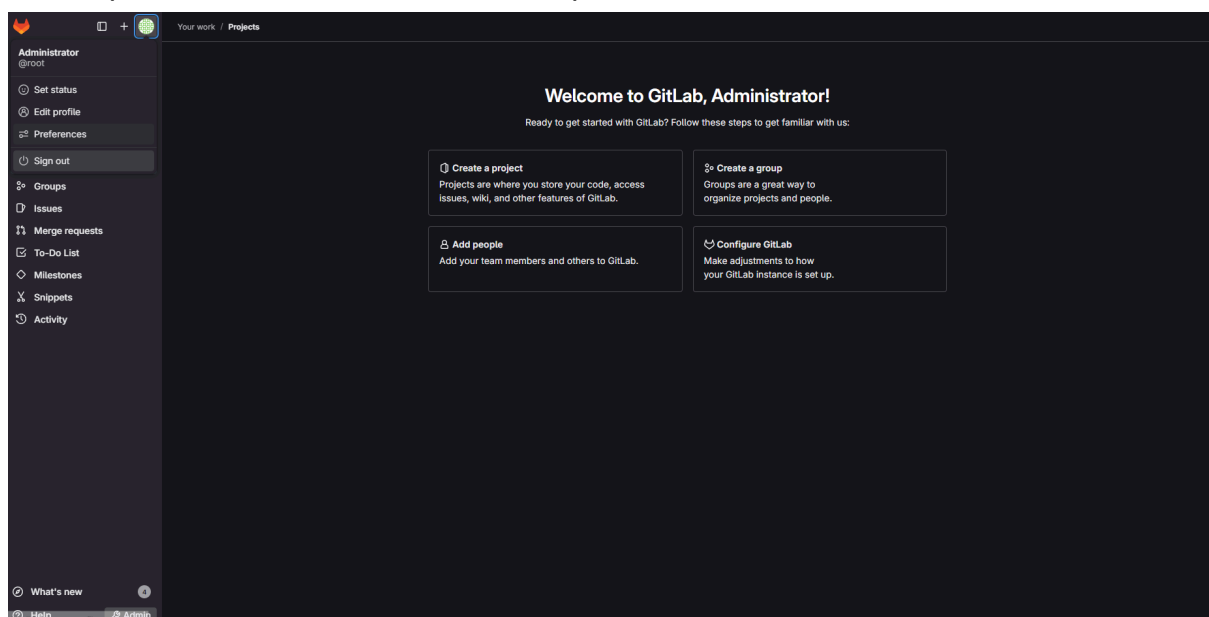 Your work / Projects
Administrator
@root
Set status
Edit profile
Preferences
Sign out
Groups
Issues
Merge requests
To-Do List
Milestones
Snippets
Activity
What's new 4
Help Admin
Welcome to GitLab, Administrator!
Ready to get started with GitLab? Follow these steps to get familiar with us:
Create a project
Projects are where you store your code, access
issues, wiki, and other features of GitLab.
Create a group
Groups are a great way to
organize projects and people.
Add people
Add your team members and others to GitLab.
Configure GitLab
Make adjustments to how
your GitLab instance is set up.